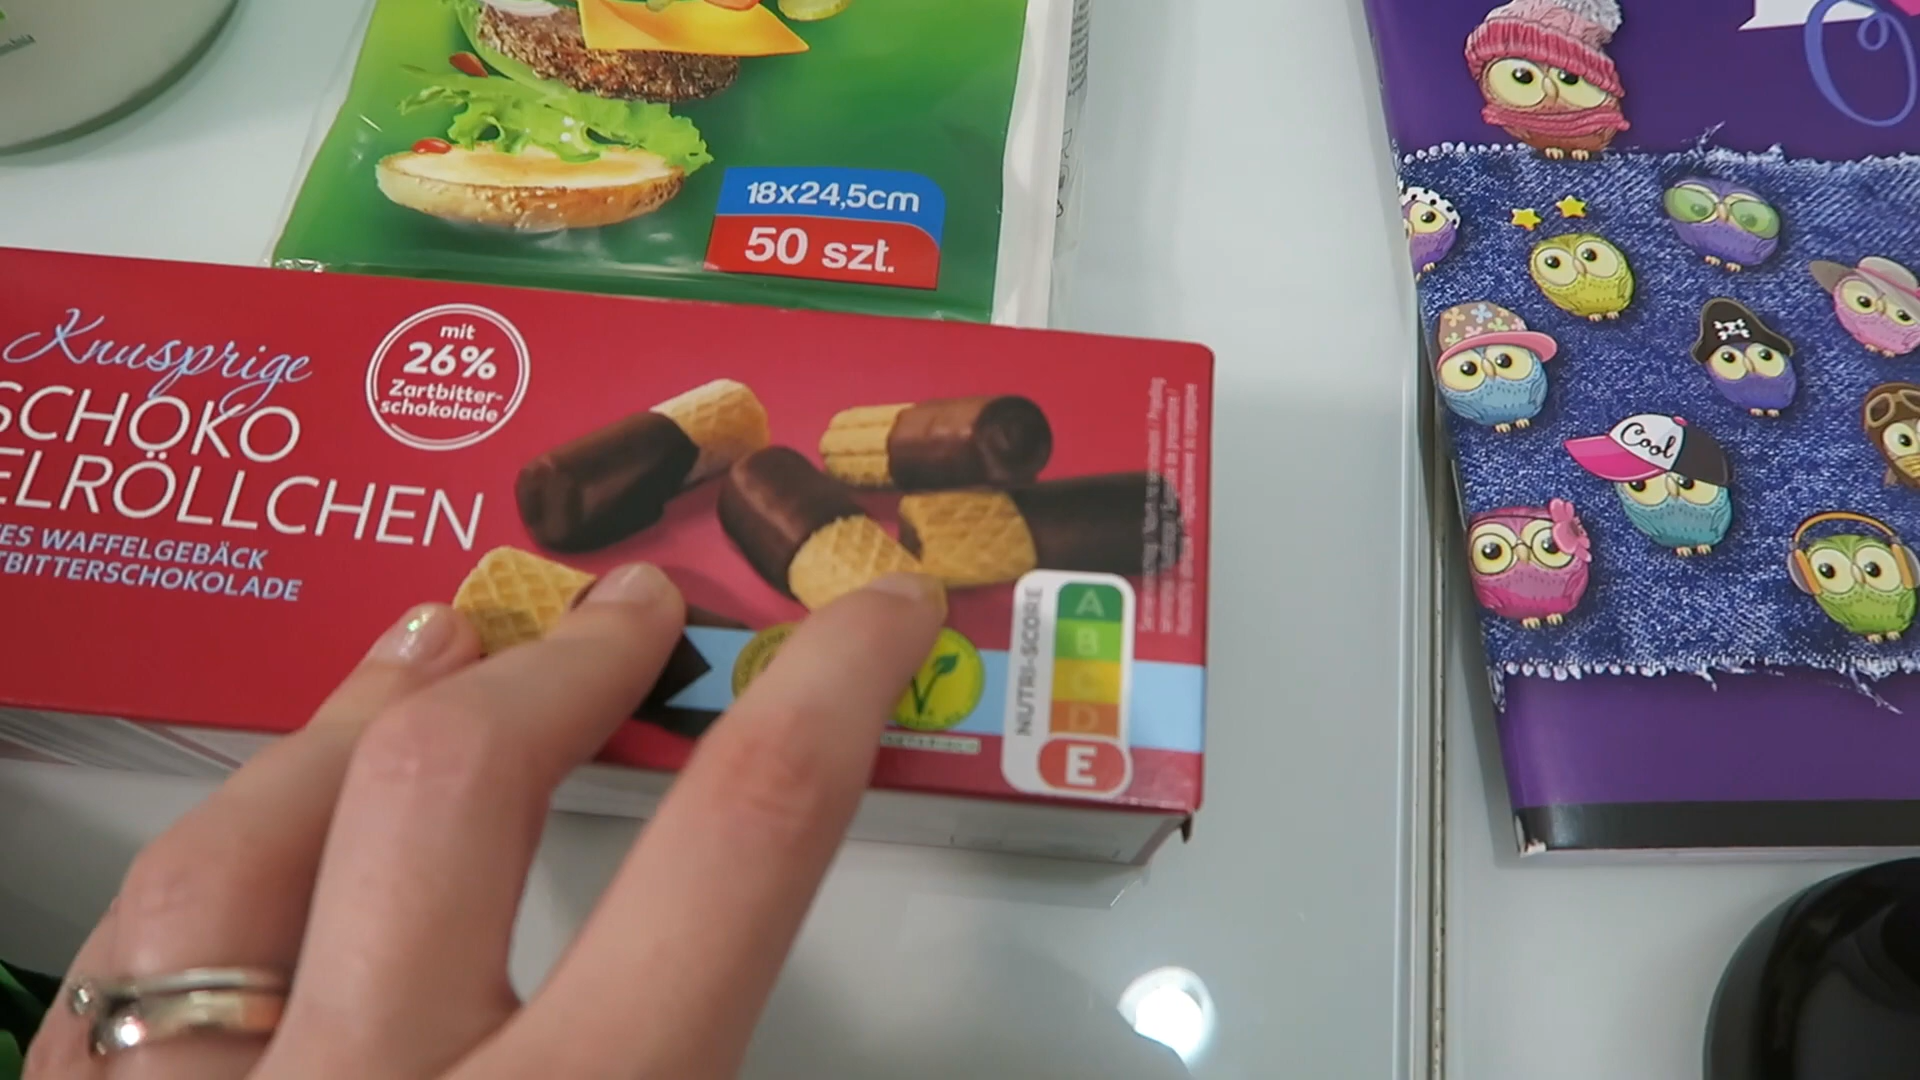 18x24,5cm
50 szt.
Knusprige
SCHOKO
ELRÖLLCHEN
ES WAFFELGEBÄCK
TBITTERSCHOKOLADE
mit
26%
Zartbitter-
schokolade
NUTRI-SCORE
A
B
C
D
E
V
O
Cool